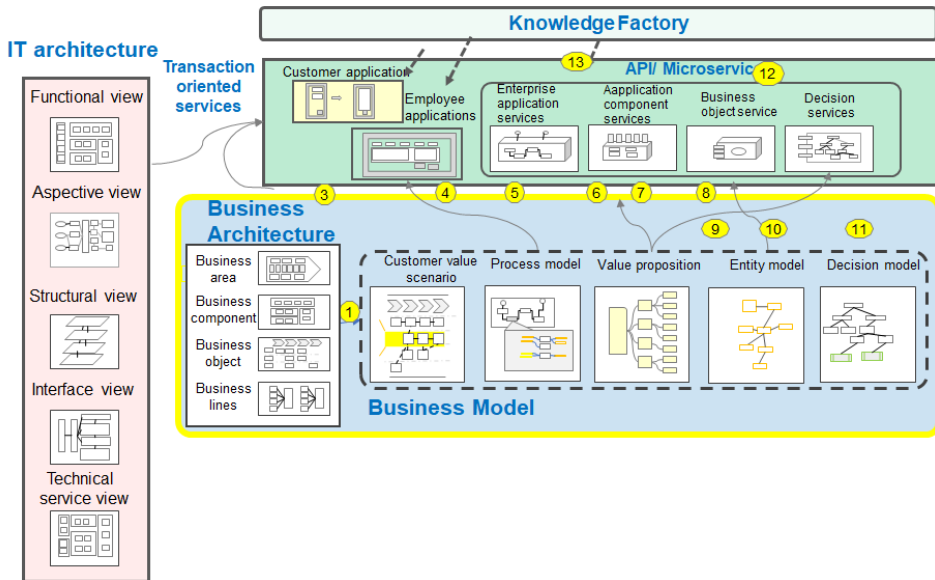 Knowledge Factory
IT architecture
Functional view
Aspective view
Structural view
Interface view
Technical
service view
Transaction
oriented
services
Customer application
Employee
applications
13
API/ Microservic
12
Enterprise
application
services
Aapplication
component
services
Business
object service
Decision
services
3
4
5
6
7
8
9
10
11
Business
Architecture
Business
area
Business
component
Business
object
Business
lines
1
Customer value
scenario
Process model
Value proposition
Entity model
Decision model
Business Model